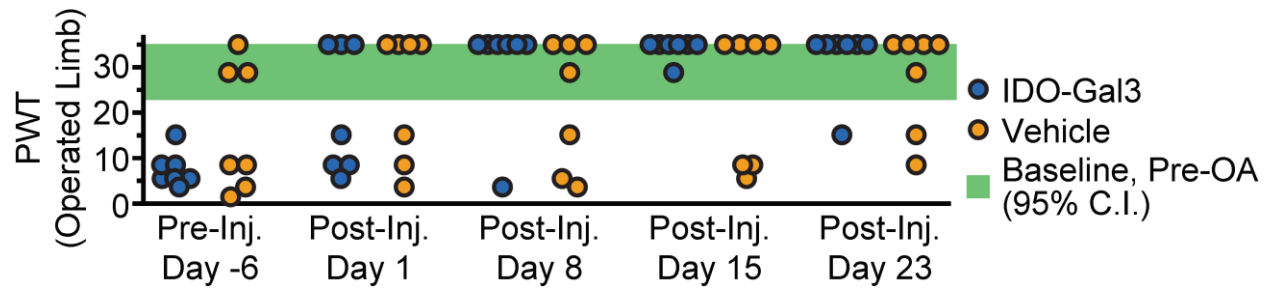 PWT
(Operated Limb)
30
20
10
0
Pre-Inj.
Day -6
Post-Inj.
Day 1
Post-Inj.
Day 8
Post-Inj.
Day 15
Post-Inj.
Day 23
IDO-Gal3
Vehicle
Baseline, Pre-OA
(95% C.I.)